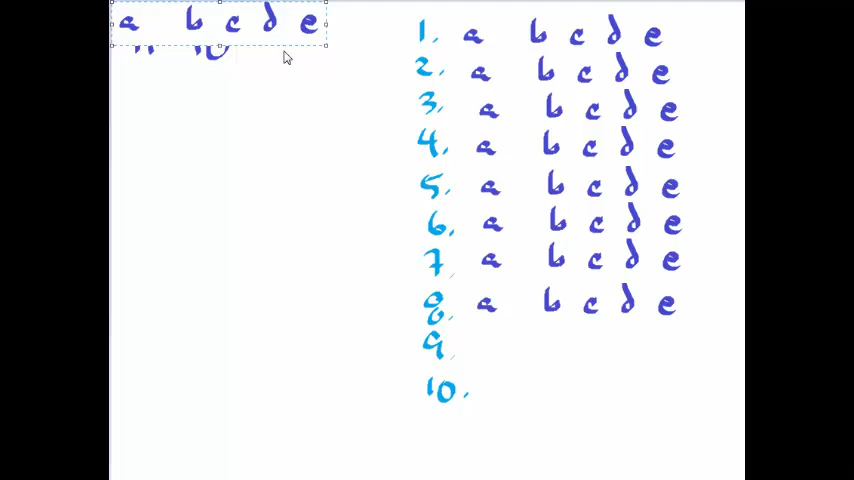 a b c d e
1. a b c d e
2. a b c d e
3. a b c d e
4. a b c d e
5. a b c d e
6. a b c d e
7. a b c d e
8. a b c d e
9.
10.